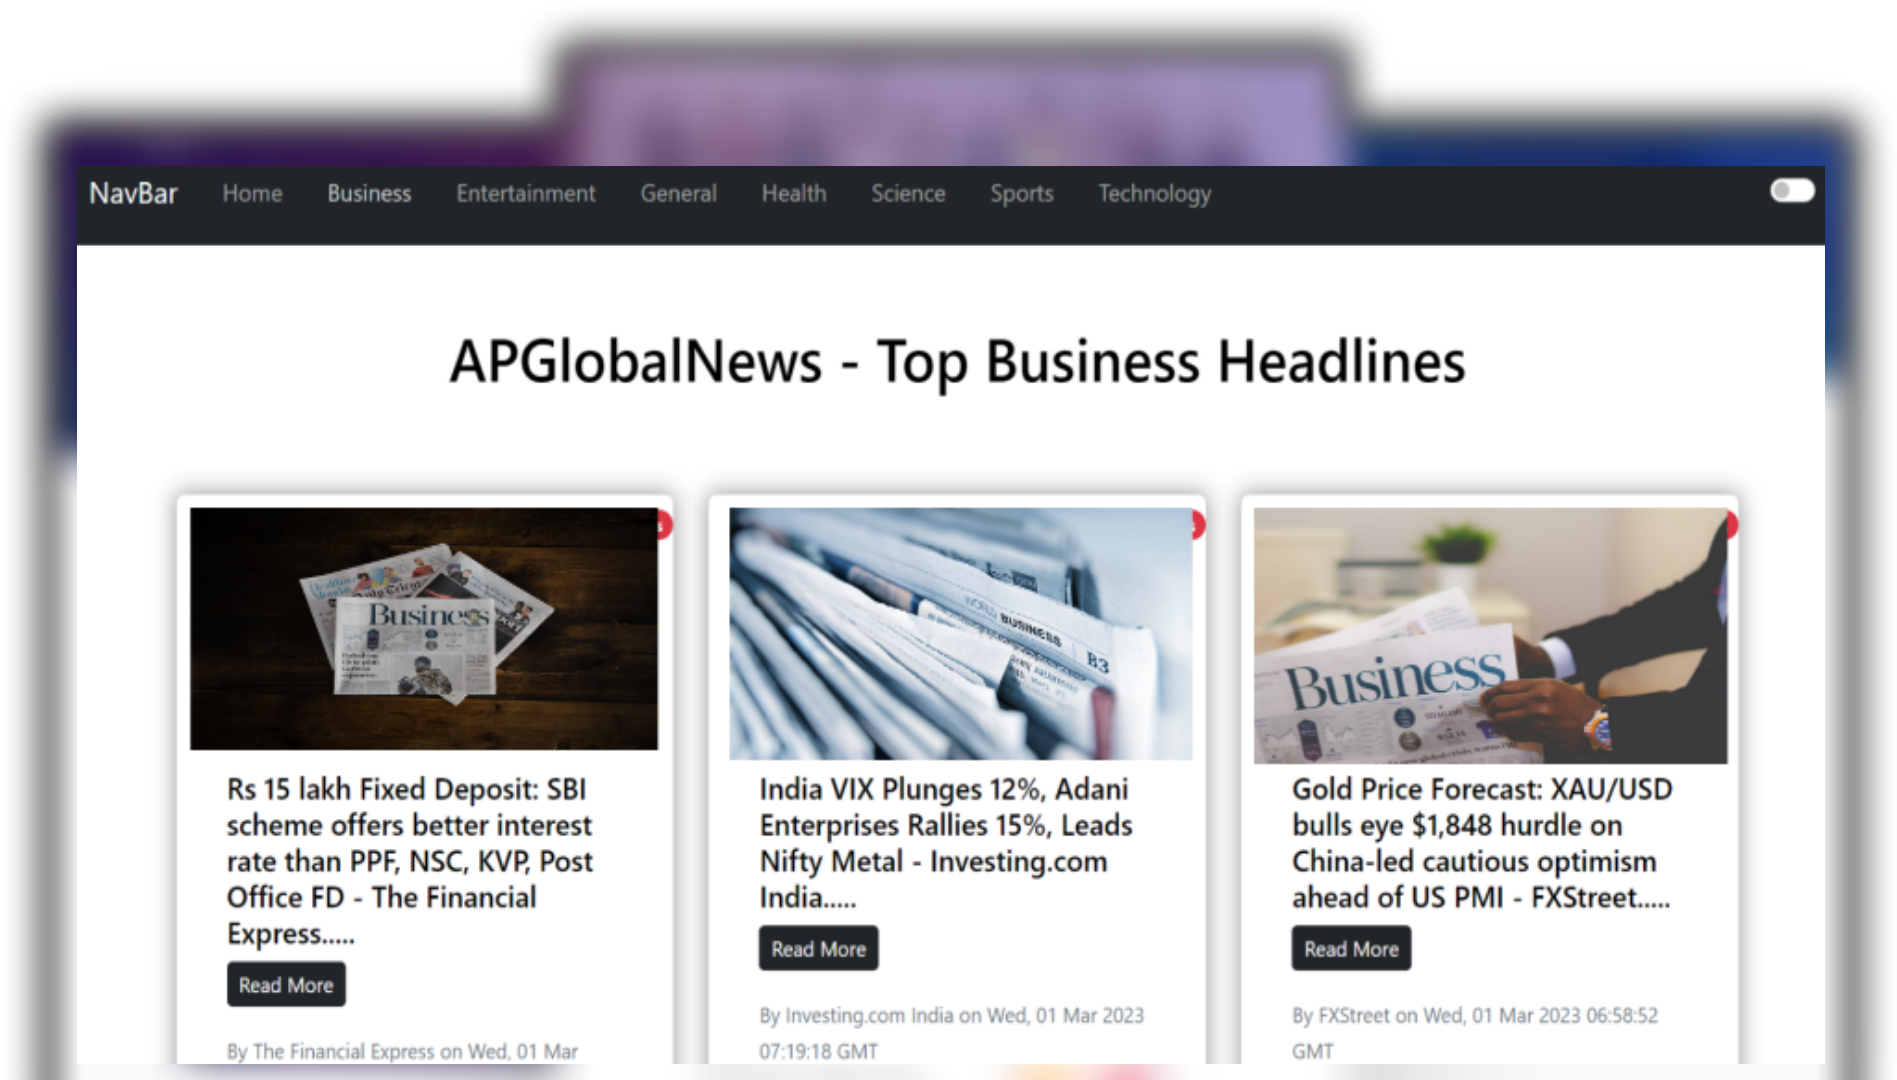 NavBar Home Business Entertainment General Health Science Sports Technology
APGlobalNews - Top Business Headlines
Business
WORLD BUSINESS
B3
Business
Rs 15 lakh Fixed Deposit: SBI
scheme offers better interest
rate than PPF, NSC, KVP, Post
Office FD - The Financial
Express.....
Read More
By The Financial Express on Wed, 01 Mar
India VIX Plunges 12%, Adani
Enterprises Rallies 15%, Leads
Nifty Metal - Investing.com
India.....
Read More
By Investing.com India on Wed, 01 Mar 2023
07:19:18 GMT
Gold Price Forecast: XAU/USD
bulls eye $1,848 hurdle on
China-led cautious optimism
ahead of US PMI - FXStreet.....
Read More
By FXStreet on Wed, 01 Mar 2023 06:58:52
GMT